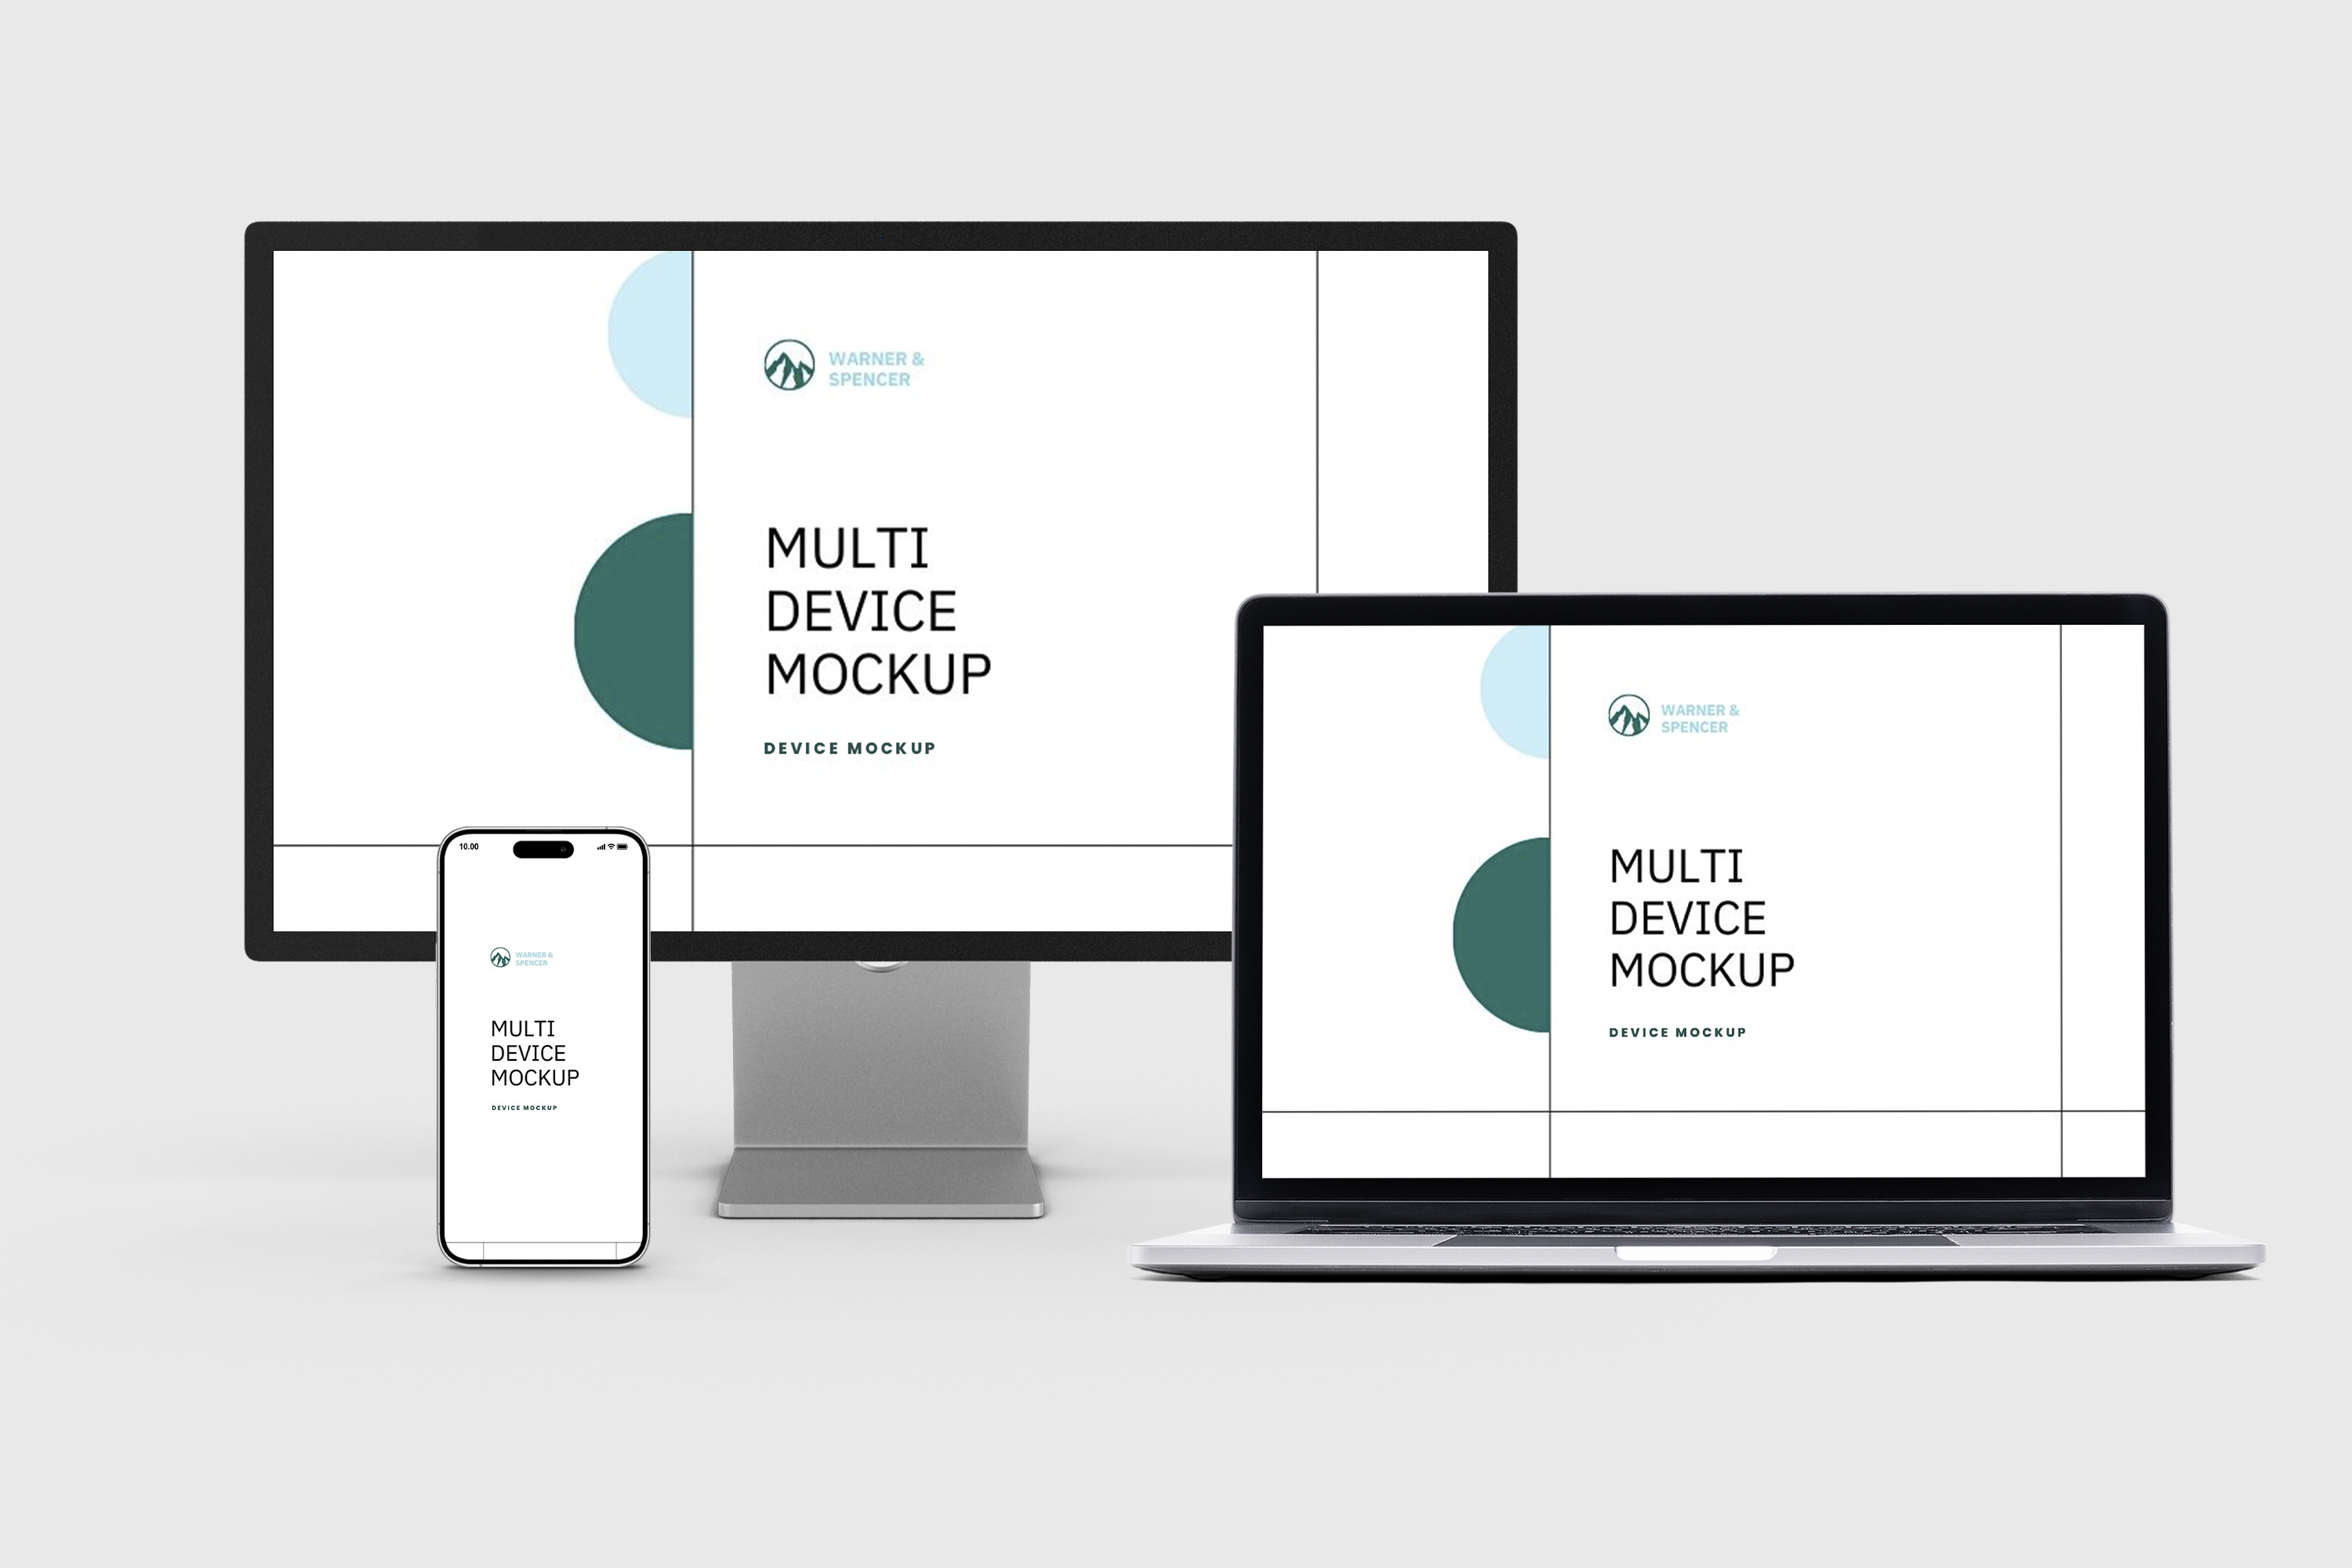 WARNER &
SPENCER
MULTI
DEVICE
MOCKUP
DEVICE MOCKUP
10.00
WARNER &
SPENCER
MULTI
DEVICE
MOCKUP
DEVICE MOCKUP
WARNER &
SPENCER
MULTI
DEVICE
MOCKUP
DEVICE MOCKUP